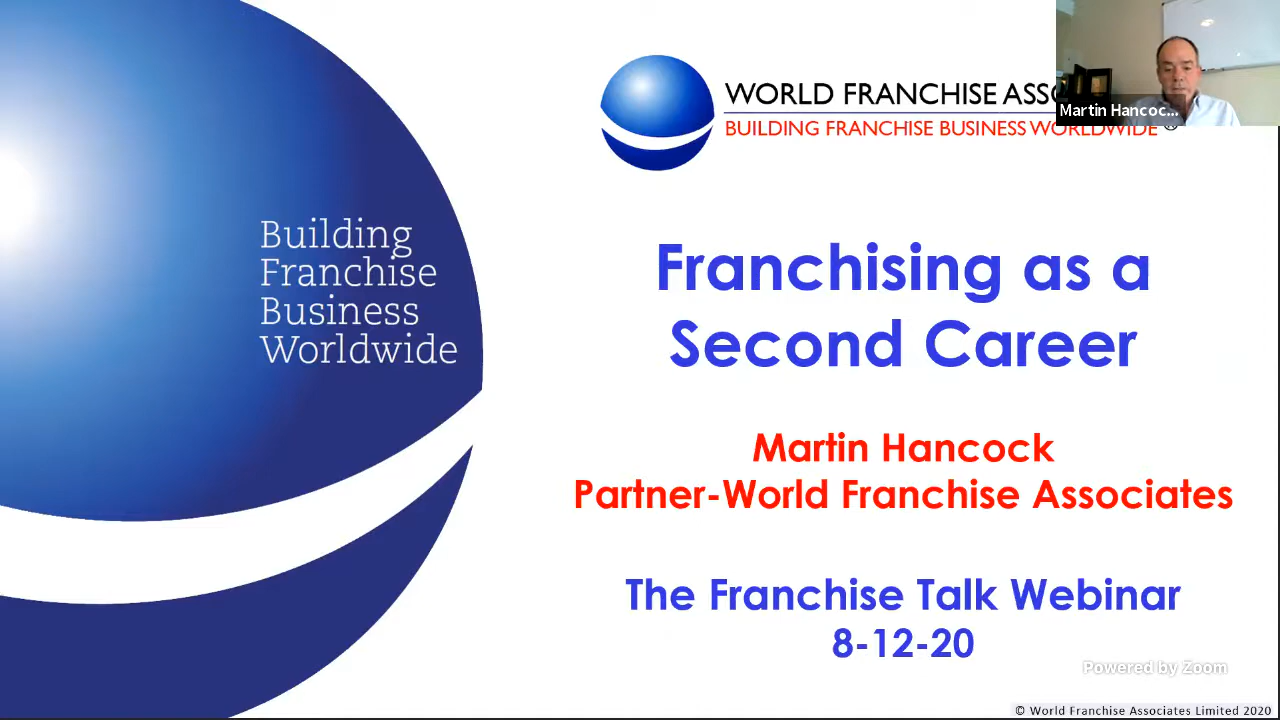 WORLD FRANCHISE ASSO
BUILDING FRANCHISE BUSINESS WORLDWIDE ®
Martin Hancoc...
Building
Franchise
Business
Worldwide
Franchising as a
Second Career
Martin Hancock
Partner-World Franchise Associates
The Franchise Talk Webinar
8-12-20
Powered by Zoom
© World Franchise Associates Limited 2020